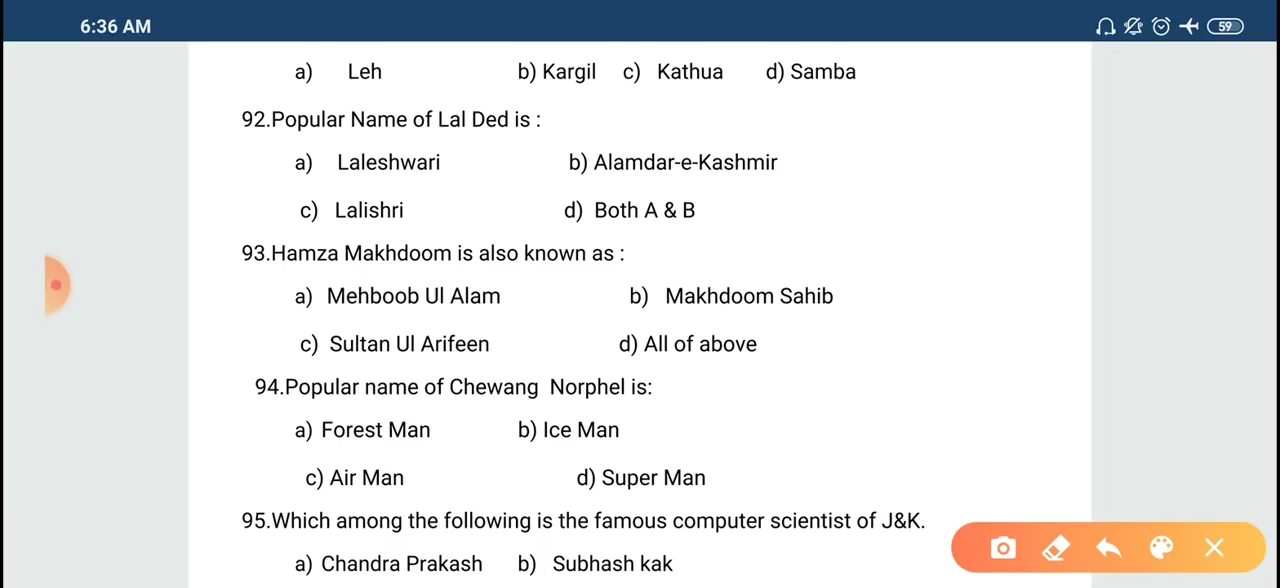 6:36 AM 59
a) Leh b) Kargil c) Kathua d) Samba
92.Popular Name of Lal Ded is :
a) Laleshwari b) Alamdar-e-Kashmir
c) Lalishri d) Both A & B
93.Hamza Makhdoom is also known as :
a) Mehboob Ul Alam b) Makhdoom Sahib
c) Sultan Ul Arifeen d) All of above
94.Popular name of Chewang Norphel is:
a) Forest Man b) Ice Man
c) Air Man d) Super Man
95.Which among the following is the famous computer scientist of J&K.
a) Chandra Prakash b) Subhash kak